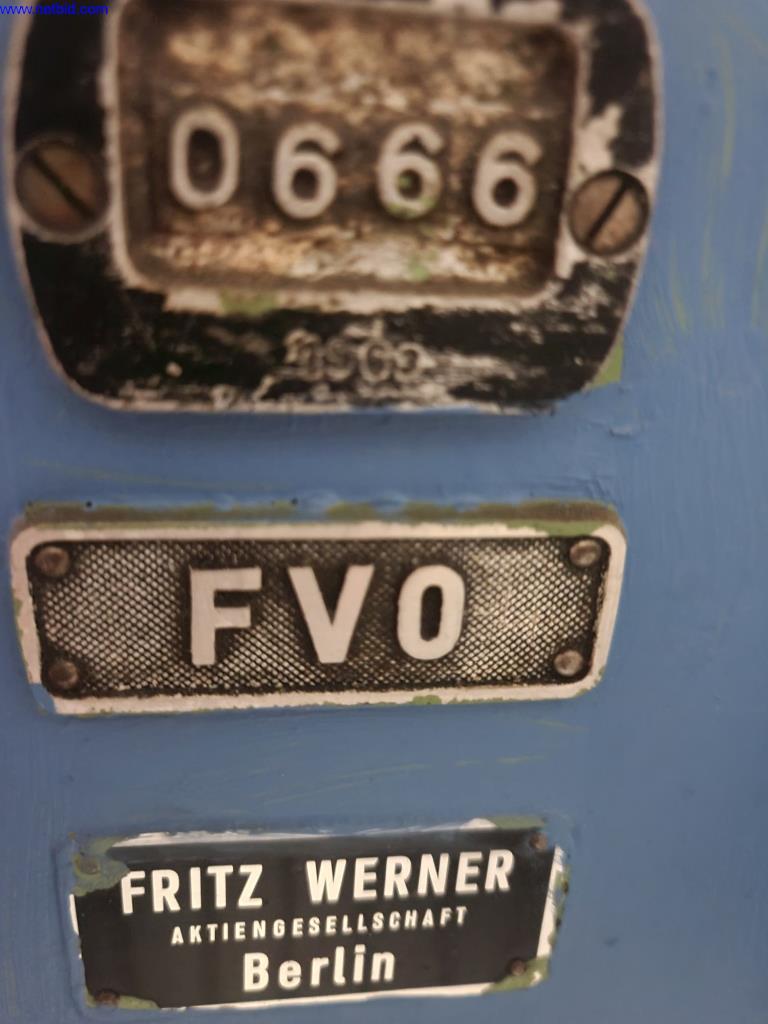 www.netbid.com
0666
FVO
FRITZ WERNER
AKTIENGESELLSCHAFT
Berlin